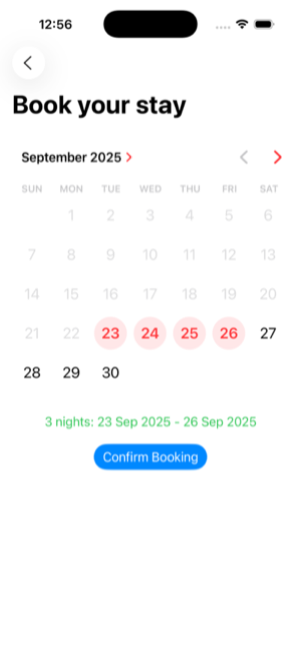 12:56
Book your stay
September 2025
SUN MON TUE WED THU FRI SAT
1 2 3 4 5 6
7 8 9 10 11 12 13
14 15 16 17 18 19 20
21 22 23 24 25 26 27
28 29 30
3 nights: 23 Sep 2025 - 26 Sep 2025
Confirm Booking